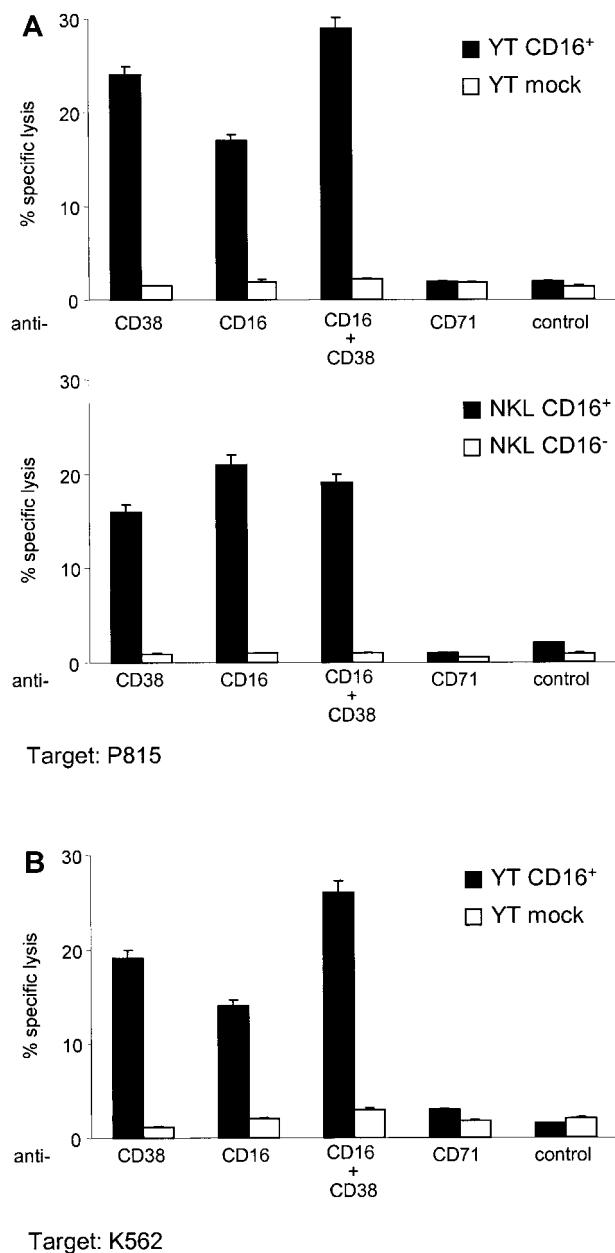 A
30
20
10
0
% specific lysis
YT CD16⁺
YT mock
anti-
CD38
CD16
CD16
+
CD38
CD71
control
30
20
10
0
% specific lysis
NKL CD16⁺
NKL CD16⁻
anti-
CD38
CD16
CD16
+
CD38
CD71
control
Target: P815
B
30
20
10
0
% specific lysis
YT CD16⁺
YT mock
anti-
CD38
CD16
CD16
+
CD38
CD71
control
Target: K562